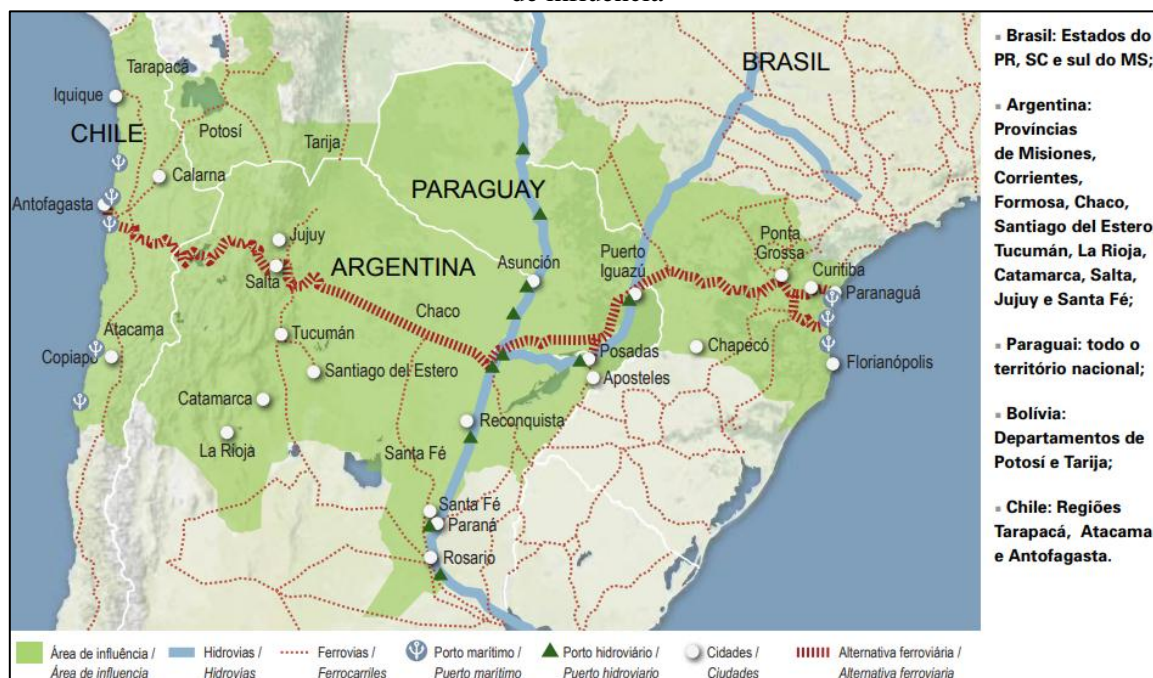 de influência
Tarapacá
Iquique
CHILE
Potosí
Tarija
Calarna
Antofagasta
PARAGUAY
BRASIL
Jujuy
Salta
ARGENTINA
Asunción
Puerto
Iguazú
Ponta
Grossa
Curitiba
Paranaguá
Chaco
Tucumán
Atacama
Copiapó
Santiago del Estero
Posadas
Aposteles
Chapecó
Florianópolis
Catamarca
La Rioja
Reconquista
Santa Fé
Santa Fé
Paraná
Rosario
▪ Brasil: Estados do
PR, SC e sul do MS;
▪ Argentina:
Províncias
de Misiones,
Corrientes,
Formosa, Chaco,
Santiago del Estero
Tucumán, La Rioja,
Catamarca, Salta,
Jujuy e Santa Fé;
▪ Paraguai: todo o
território nacional;
▪ Bolívia:
Departamentos de
Potosí e Tarija;
▪ Chile: Regiões
Tarapacá, Atacama
e Antofagasta.
Área de influência /
Área de influencia
Hidrovias /
Hidrovias
Ferrovias /
Ferrocarriles
Porto marítimo /
Puerto marítimo
Porto hidroviário /
Puerto hidroviario
Cidades /
Ciudades
Alternativa ferroviária /
Alternativa ferroviária